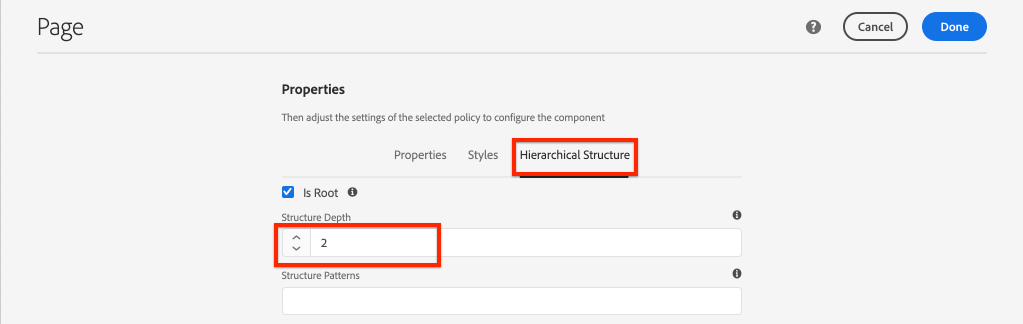 Page
? Cancel Done
Properties
Then adjust the settings of the selected policy to configure the component
Properties Styles Hierarchical Structure
Is Root
Structure Depth
2
Structure Patterns